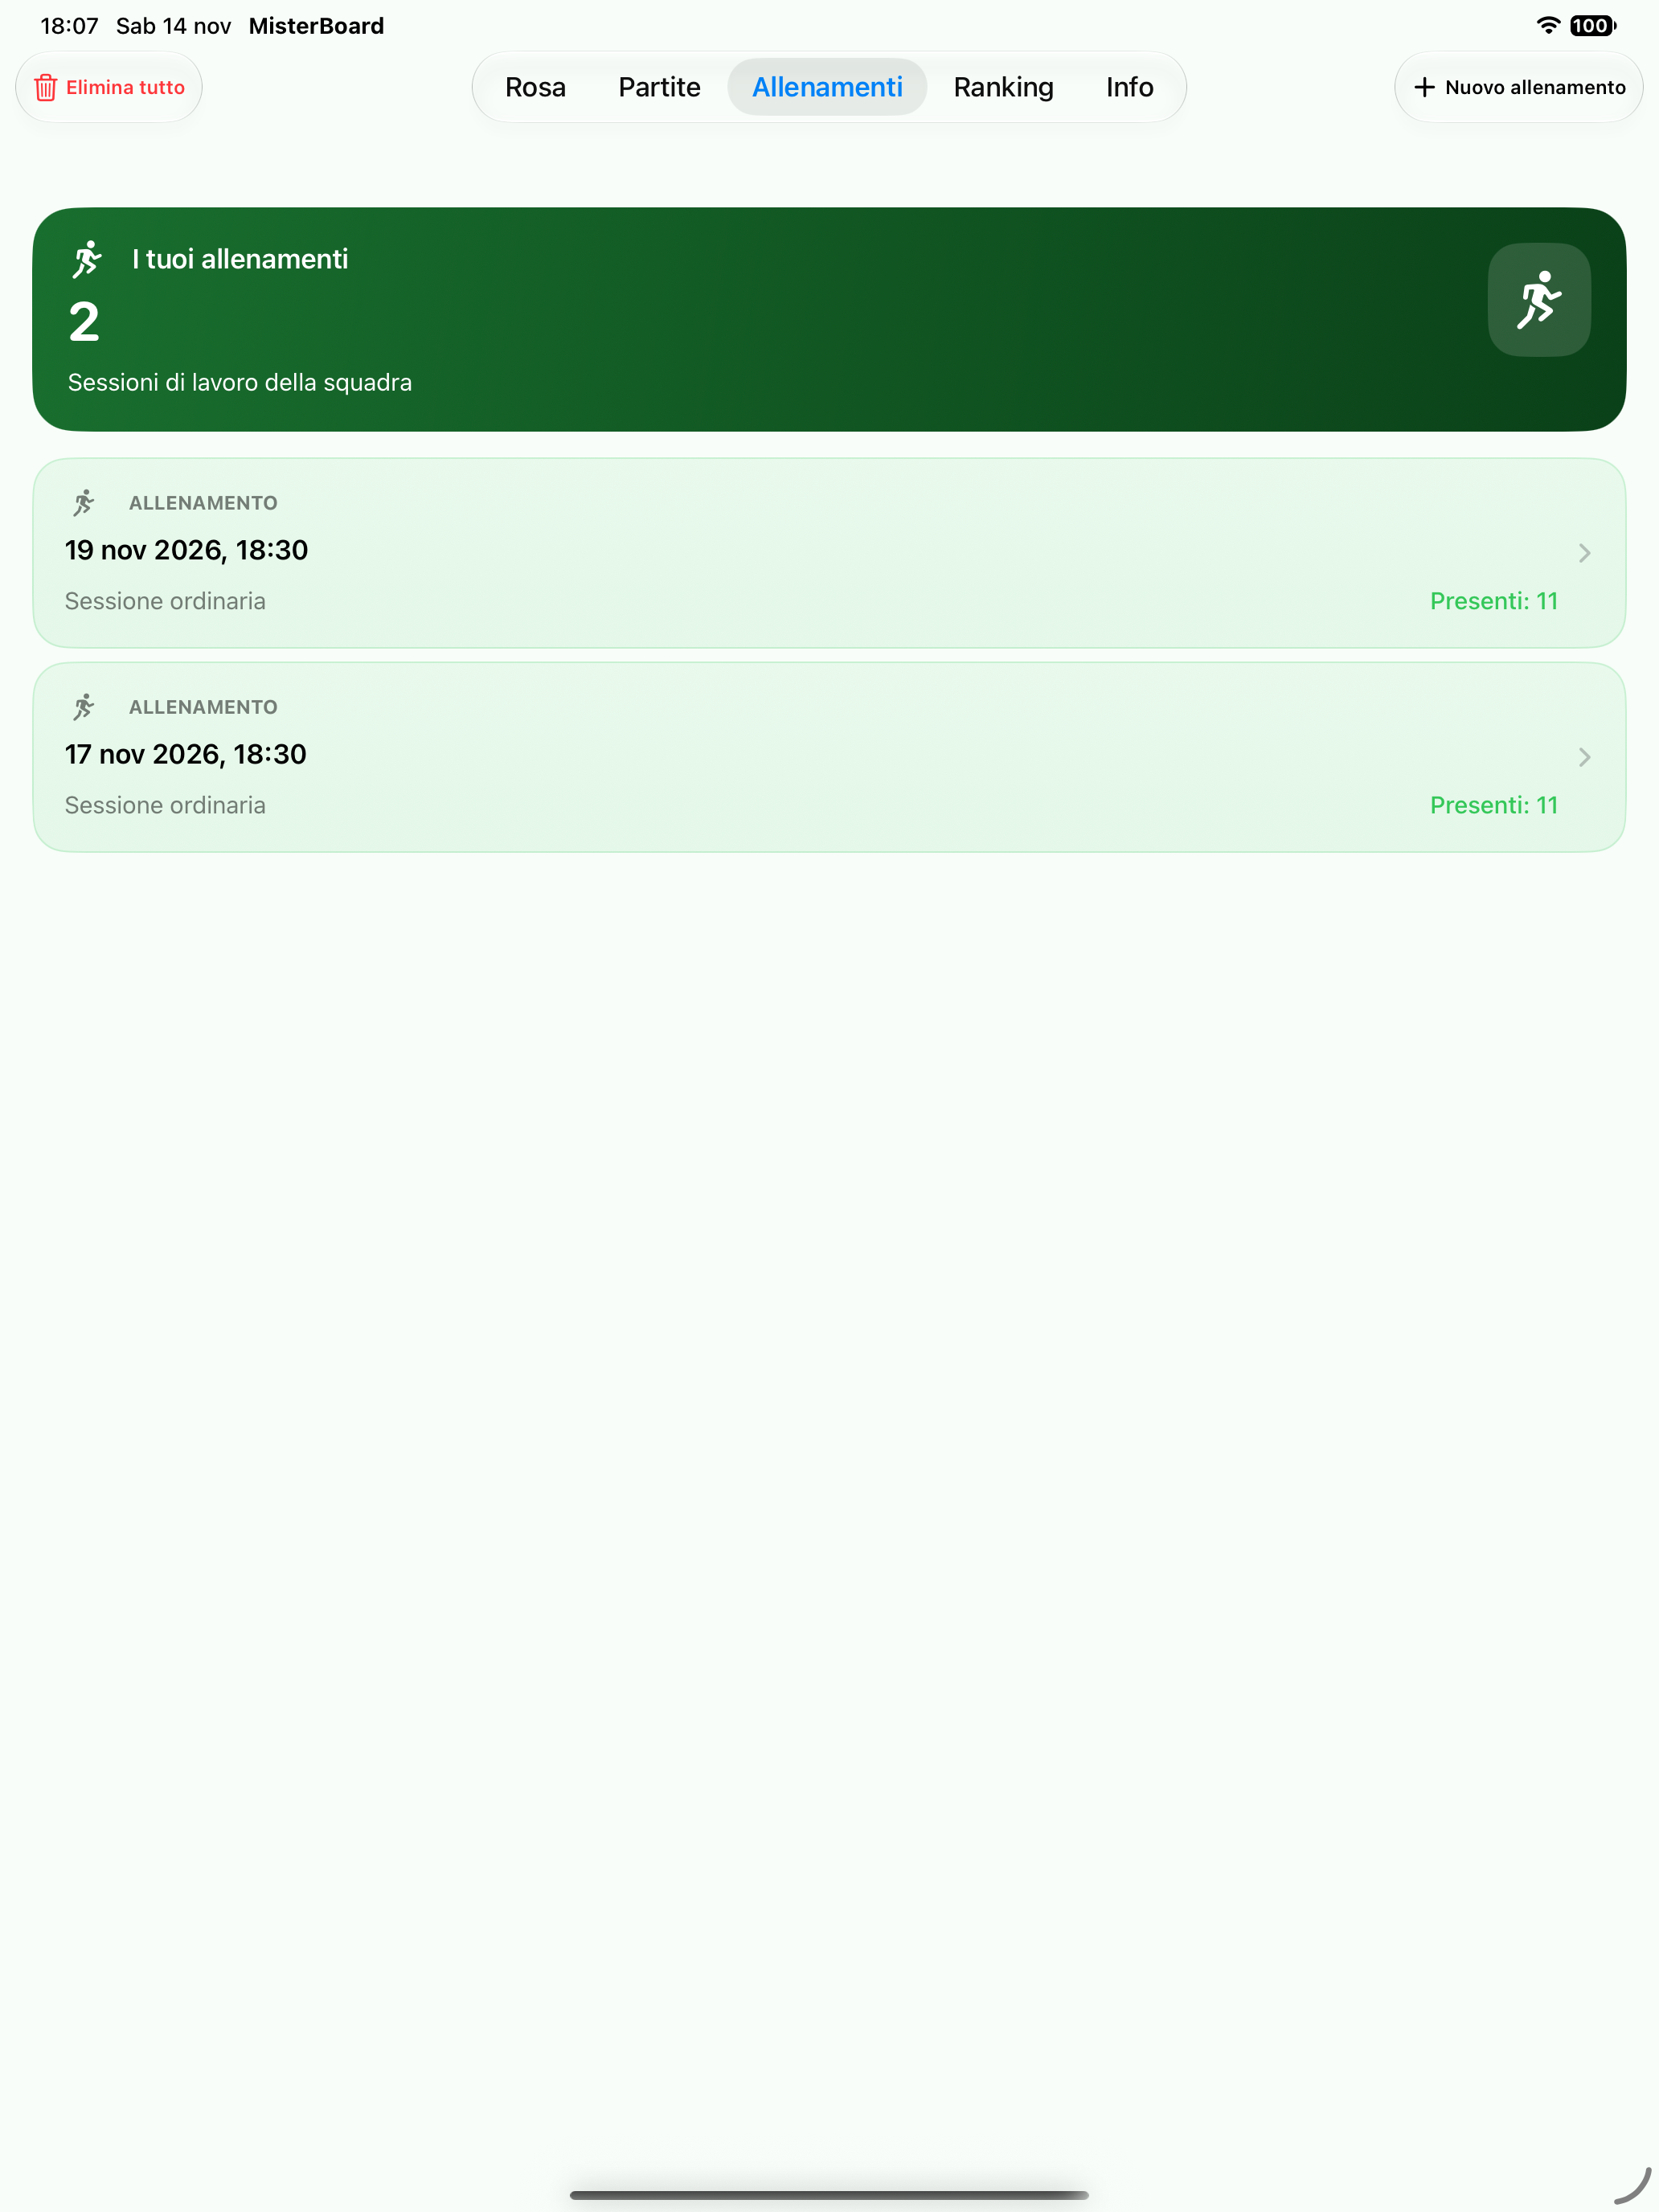 18:07 Sab 14 nov MisterBoard
100
Elimina tutto
Rosa Partite Allenamenti Ranking Info
Nuovo allenamento
I tuoi allenamenti
2
Sessioni di lavoro della squadra
ALLENAMENTO
19 nov 2026, 18:30
Sessione ordinaria
Presenti: 11
ALLENAMENTO
17 nov 2026, 18:30
Sessione ordinaria
Presenti: 11